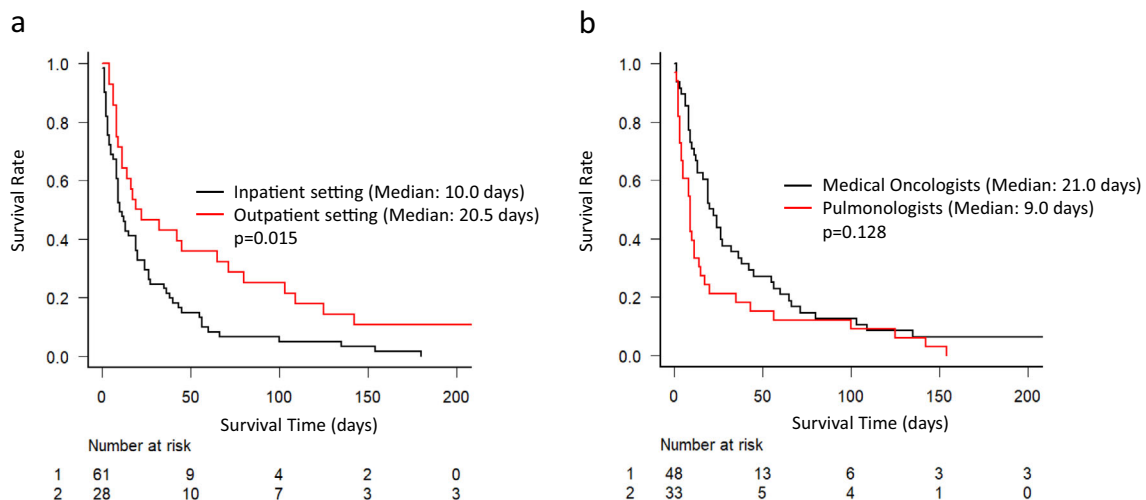 a
1.0
0.8
0.6
0.4
0.2
0.0
Survival Rate
Inpatient setting (Median: 10.0 days)
Outpatient setting (Median: 20.5 days)
p=0.015
0 50 100 150 200
Survival Time (days)
Number at risk
1 61 9 4 2 0
2 28 10 7 3 3
b
1.0
0.8
0.6
0.4
0.2
0.0
Survival Rate
Medical Oncologists (Median: 21.0 days)
Pulmonologists (Median: 9.0 days)
p=0.128
0 50 100 150 200
Survival Time (days)
Number at risk
1 48 13 6 3 3
2 33 5 4 1 0